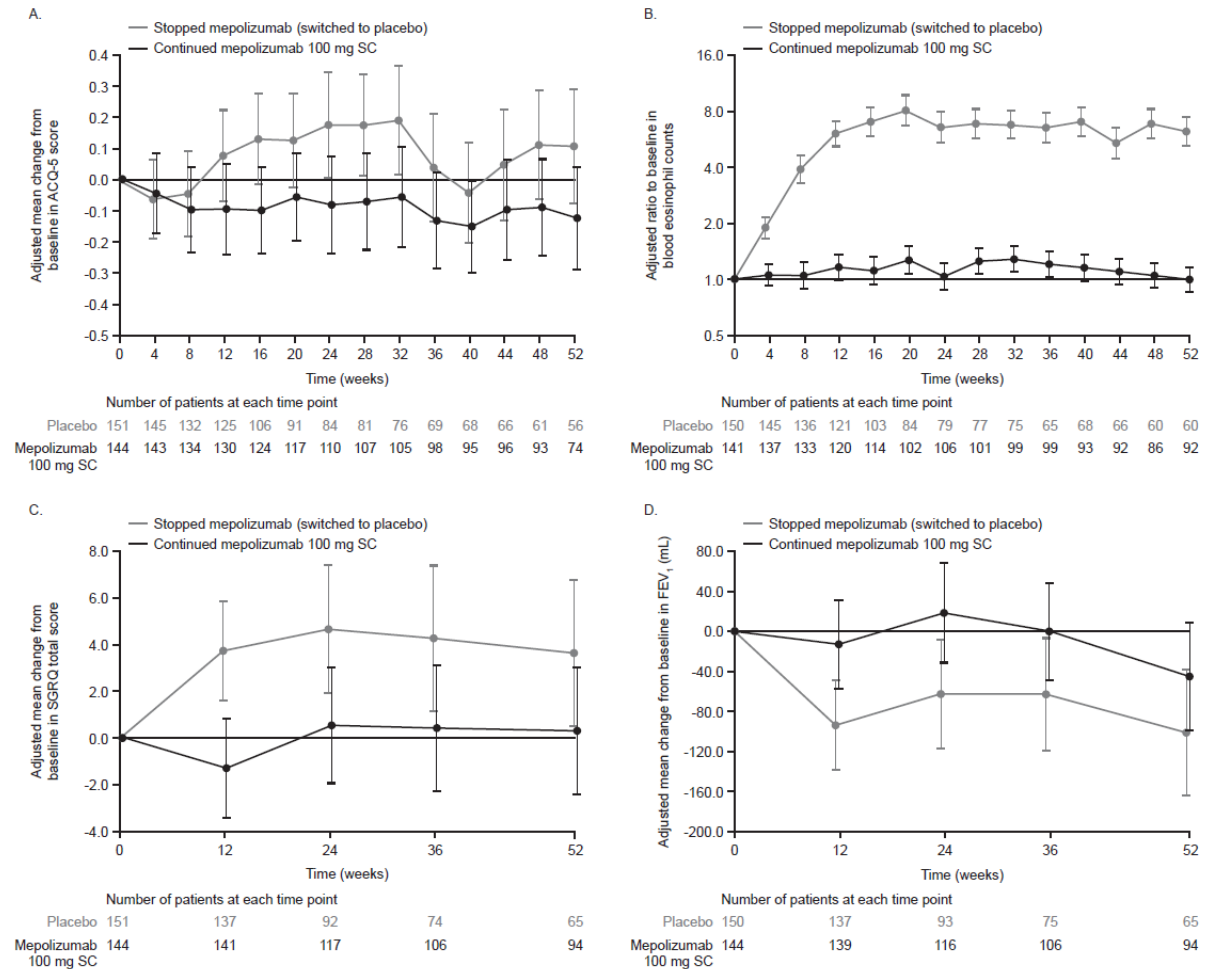 A.
Stopped mepolizumab (switched to placebo)
Continued mepolizumab 100 mg SC
Adjusted mean change from
baseline in ACQ-5 score
0.4
0.3
0.2
0.1
0.0
-0.1
-0.2
-0.3
-0.4
-0.5
0 4 8 12 16 20 24 28 32 36 40 44 48 52
Time (weeks)
Number of patients at each time point
Placebo 151 145 132 125 106 91 84 81 76 69 68 66 61 56
Mepolizumab 144 143 134 130 124 117 110 107 105 98 95 96 93 74
100 mg SC
B.
Stopped mepolizumab (switched to placebo)
Continued mepolizumab 100 mg SC
Adjusted ratio to baseline in
blood eosinophil counts
16.0
8.0
4.0
2.0
1.0
0.5
0 4 8 12 16 20 24 28 32 36 40 44 48 52
Time (weeks)
Number of patients at each time point
Placebo 150 145 136 121 103 84 79 77 75 65 68 66 60 60
Mepolizumab 141 137 133 120 114 102 106 101 99 99 93 92 86 92
100 mg SC
C.
Stopped mepolizumab (switched to placebo)
Continued mepolizumab 100 mg SC
Adjusted mean change from
baseline in SGRQ total score
8.0
6.0
4.0
2.0
0.0
-2.0
-4.0
0 12 24 36 52
Time (weeks)
Number of patients at each time point
Placebo 151 137 92 74 65
Mepolizumab 144 141 117 106 94
100 mg SC
D.
Stopped mepolizumab (switched to placebo)
Continued mepolizumab 100 mg SC
Adjusted mean change from baseline in FEV₁ (mL)
80.0
40.0
0.0
-40.0
-80.0
-120.0
-160.0
-200.0
0 12 24 36 52
Time (weeks)
Number of patients at each time point
Placebo 150 137 93 75 65
Mepolizumab 144 139 116 106 94
100 mg SC